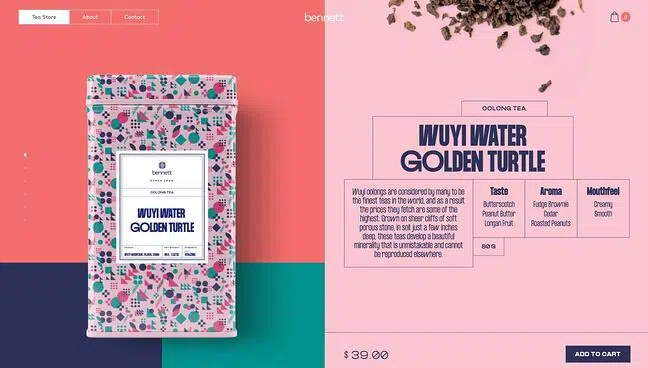 Tea Store
About
Contact
bennett
OOLONG TEA
WUYI WATER
GOLDEN TURTLE
Wuyi oolongs are considered by many to be
the finest teas in the world, and as a result
the prices they fetch are some of the
highest. Grown on sheer cliffs of soft
porous stone, in soil just a few inches
deep, these teas develop a beautiful
minerality that is unmistakable and cannot
be reproduced elsewhere.
Taste
Butterscotch
Peanut Butter
Longan Fruit
Aroma
Fudge Brownie
Cedar
Roasted Peanuts
Mouthfeel
Creamy
Smooth
80G
bennett
OOLONG TEA
WUYI WATER
GOLDEN TURTLE
$ 39.00
ADD TO CART